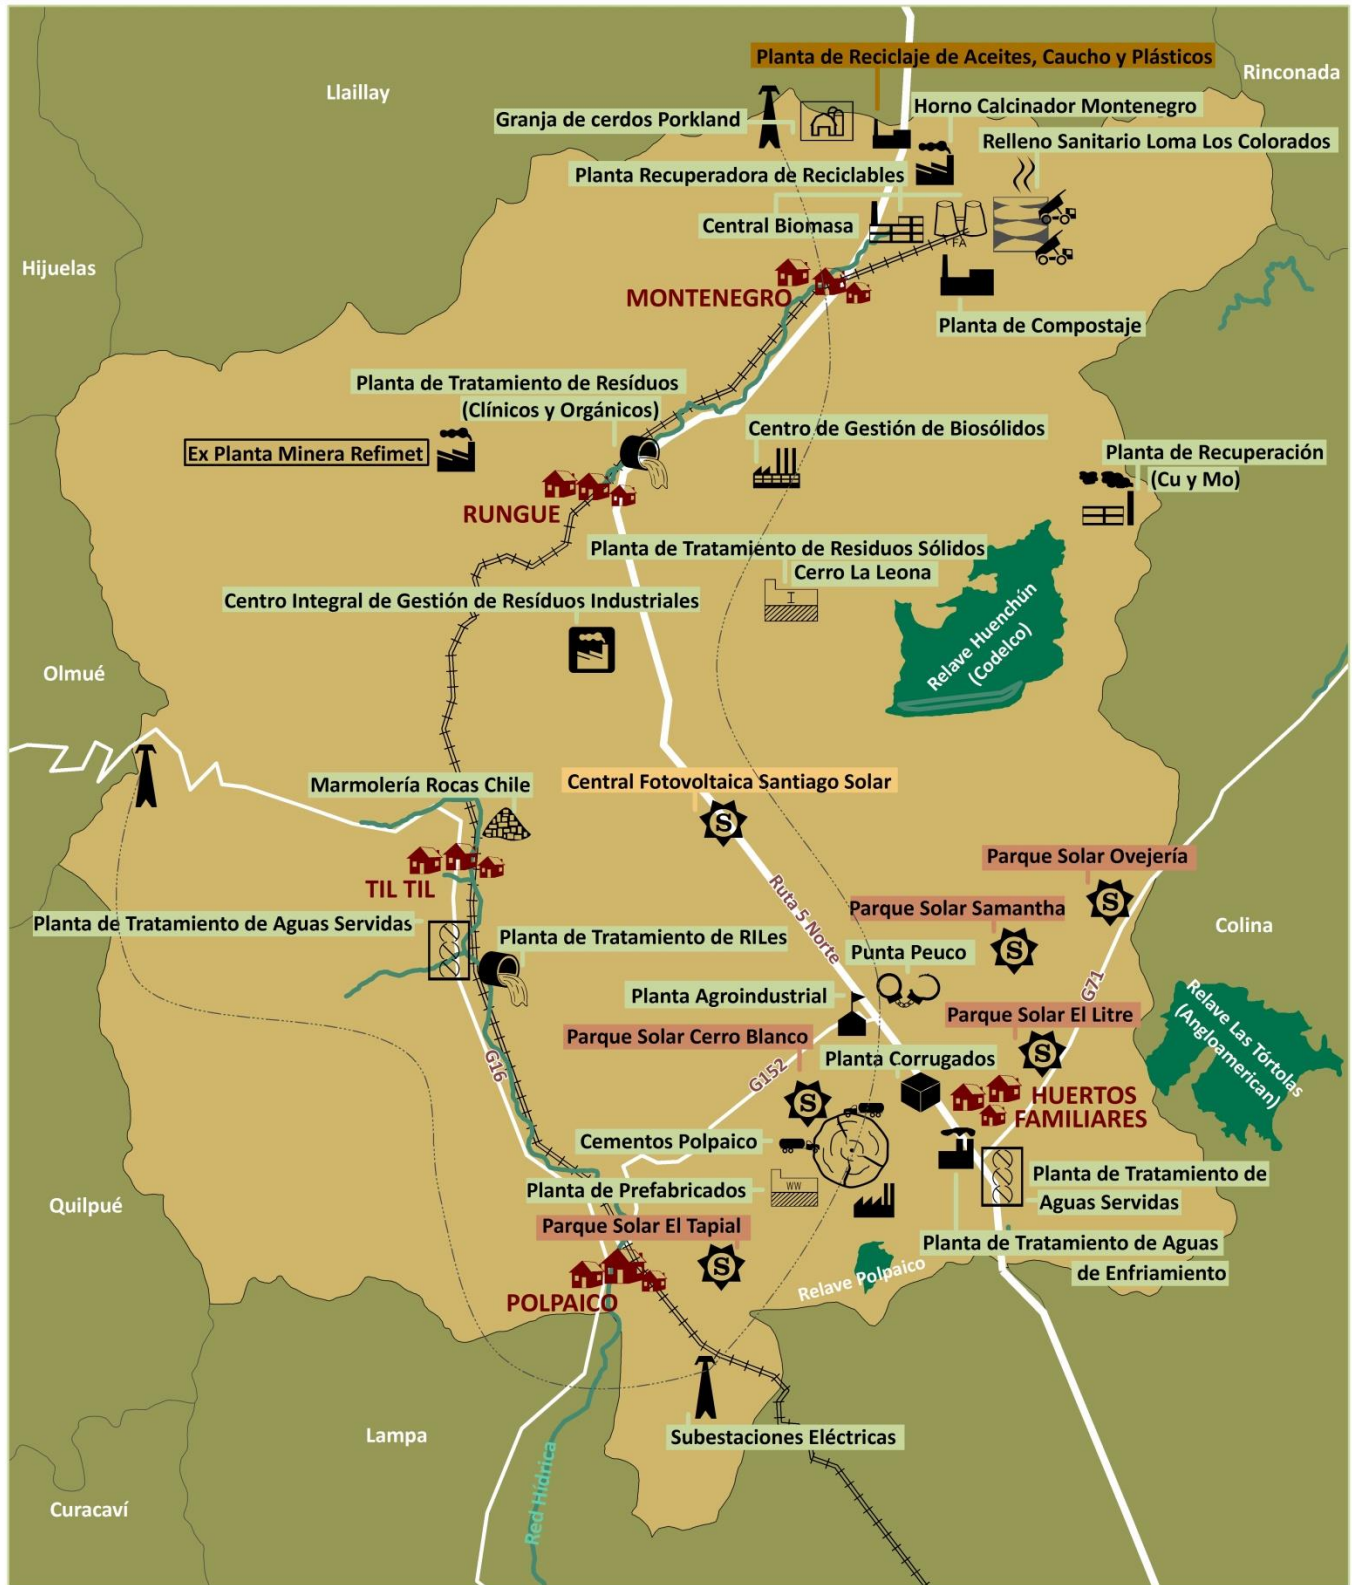 Planta de Reciclaje de Aceites, Caucho y Plásticos
Rinconada
Llaillay
Horno Calcinador Montenegro
Granja de cerdos Porkland
Relleno Sanitario Loma Los Colorados
Planta Recuperadora de Reciclables
Central Biomasa
FA
Hijuelas
MONTENEGRO
Planta de Compostaje
Planta de Tratamiento de Resíduos
(Clínicos y Orgánicos)
Centro de Gestión de Biosólidos
Ex Planta Minera Refimet
Planta de Recuperación
(Cu y Mo)
RUNGUE
Planta de Tratamiento de Residuos Sólidos
Cerro La Leona
I
Centro Integral de Gestión de Resíduos Industriales
Relave Huenchún
(Codelco)
Olmué
Central Fotovoltaica Santiago Solar
S
Marmolería Rocas Chile
Parque Solar Ovejería
S
TIL TIL
Ruta 5 Norte
Parque Solar Samantha
S
Planta de Tratamiento de Aguas Servidas
Colina
Planta de Tratamiento de RILes
Punta Peuco
G71
Planta Agroindustrial
Relave Las Tórtolas
(Angloamerican)
Parque Solar El Litre
S
Parque Solar Cerro Blanco
S
G16
G152
Planta Corrugados
HUERTOS
FAMILIARES
Cementos Polpaico
Planta de Prefabricados
WW
Planta de Tratamiento de
Aguas Servidas
Quilpué
Parque Solar El Tapial
S
Planta de Tratamiento de Aguas
de Enfriamiento
Relave Polpaico
POLPAICO
Lampa
Subestaciones Eléctricas
Red Hídrica
Curacaví